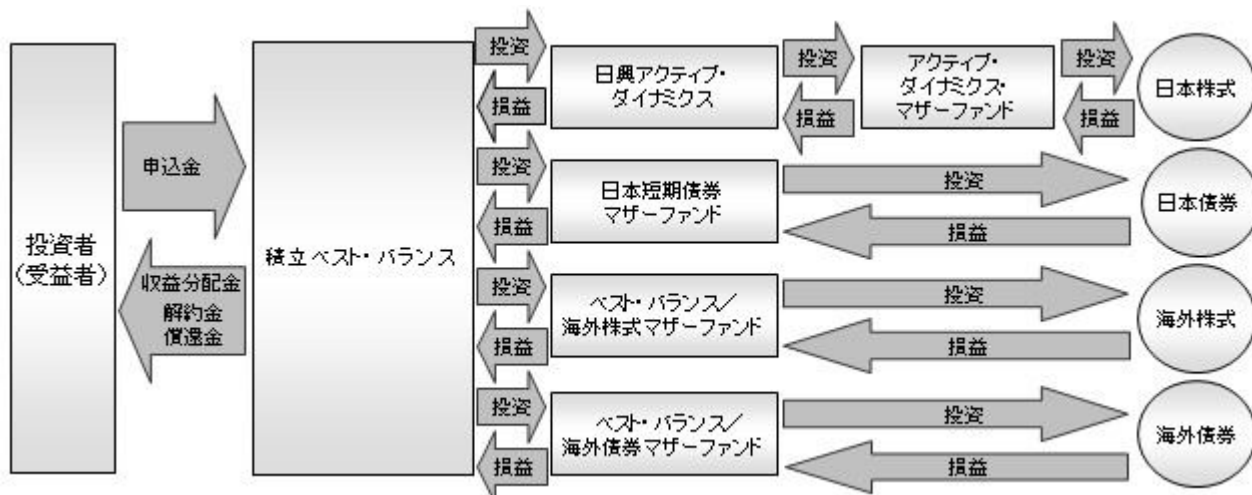 投資者
(受益者)
申込金
収益分配金
解約金
償還金
積立ベスト・バランス
投資
損益
日興アクティブ・
ダイナミクス
投資
損益
アクティブ・
ダイナミクス・
マザーファンド
投資
損益
日本株式
投資
損益
日本短期債券
マザーファンド
投資
損益
日本債券
投資
損益
ベスト・バランス/
海外株式マザーファンド
投資
損益
海外株式
投資
損益
ベスト・バランス/
海外債券マザーファンド
投資
損益
海外債券